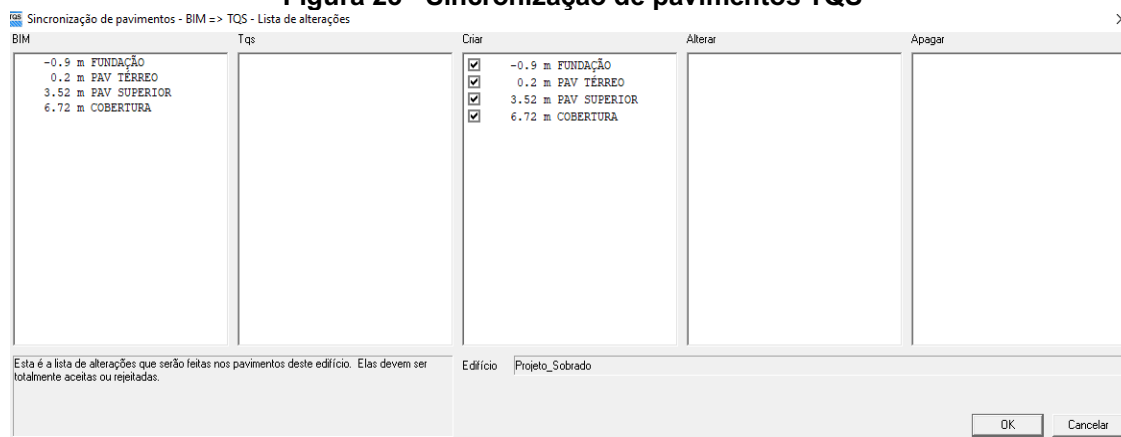 Figura 20 - Sincronização de pavimentos TQS
TQS Sincronização de pavimentos - BIM => TQS - Lista de alterações
BIM
Tqs
Criar
Alterar
Apagar
-0.9 m FUNDAÇÃO
0.2 m PAV TÉRREO
3.52 m PAV SUPERIOR
6.72 m COBERTURA
-0.9 m FUNDAÇÃO
0.2 m PAV TÉRREO
3.52 m PAV SUPERIOR
6.72 m COBERTURA
Esta é a lista de alterações que serão feitas nos pavimentos deste edifício. Elas devem ser
totalmente aceitas ou rejeitadas.
Edifício
Projeto_Sobrado
OK
Cancelar